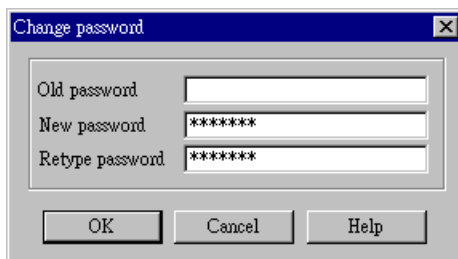 Change password
Old password
New password *******
Retype password *******
OK Cancel Help